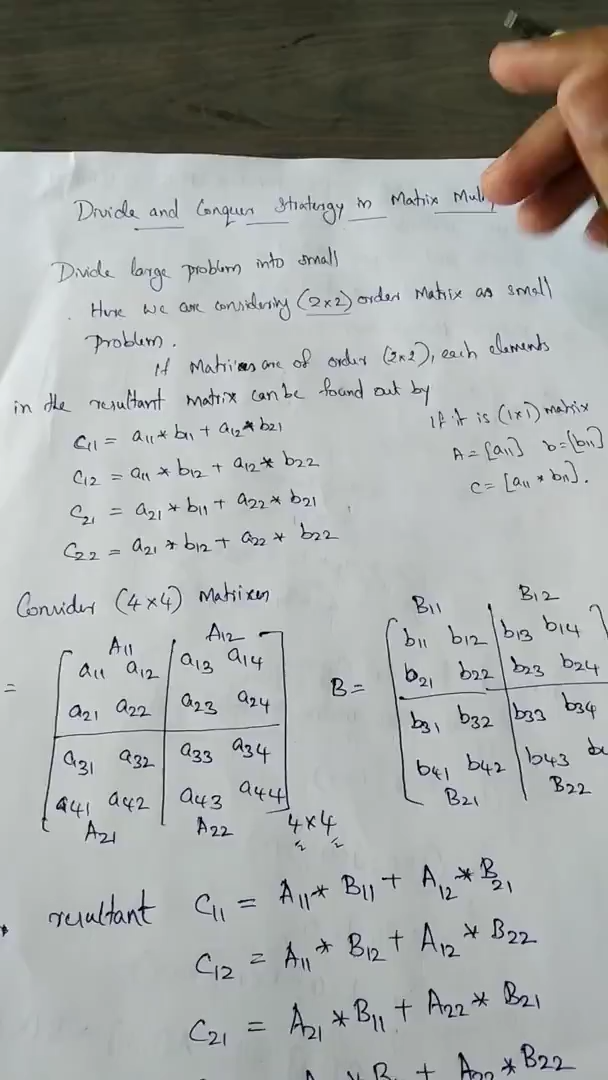 Divide and Conquer Stratergy in Matrix
Divide large problem into small
Here we are considering (2×2) order Matrix as small
problem.
If Matrixes are of order (2×2), each elements
in the resultant matrix can be found out by
C11 = a11 * b11 + a12 * b21
C12 = a11 * b12 + a12 * b22
C21 = a21 * b11 + a22 * b21
C22 = a21 * b12 + a22 * b22
If it is (1×1) matrix
A = [a11] b = [b11]
C = [a11 * b11].
Consider (4×4) Matrixes
A11 A12
= a11 a12 a13 a14
a21 a22 a23 a24
a31 a32 a33 a34
a41 a42 a43 a44
A21 A22 4×4
B11 B12
B = b11 b12 b13 b14
b21 b22 b23 b24
b31 b32 b33 b34
b41 b42 b43
B21 B22
resultant C11 = A11 * B11 + A12 * B21
C12 = A11 * B12 + A12 * B22
C21 = A21 * B11 + A22 * B21
+ A22 * B22